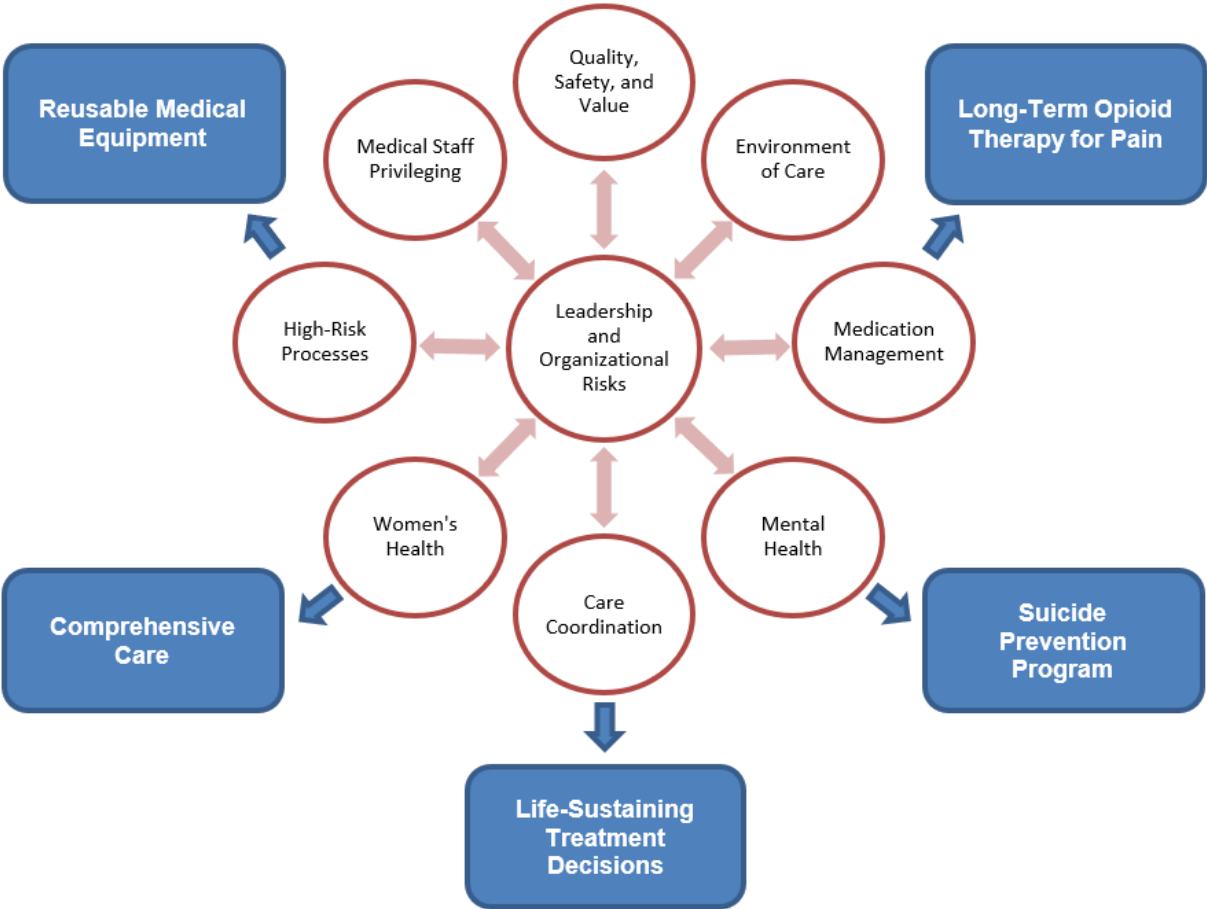 Quality,
Safety, and
Value
Reusable Medical
Equipment
Long-Term Opioid
Therapy for Pain
Medical Staff
Privileging
Environment
of Care
High-Risk
Processes
Leadership
and
Organizational
Risks
Medication
Management
Women's
Health
Mental
Health
Care
Coordination
Comprehensive
Care
Suicide
Prevention
Program
Life-Sustaining
Treatment
Decisions